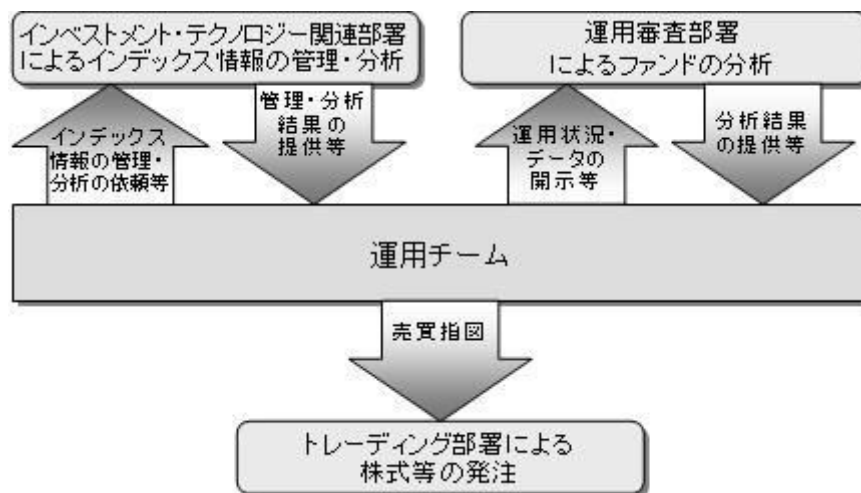 インベストメント・テクノロジー関連部署
によるインデックス情報の管理・分析
運用審査部署
によるファンドの分析
インデックス
情報の管理・
分析の依頼等
管理・分析
結果の
提供等
運用状況・
データの
開示等
分析結果
の提供等
運用チーム
売買指図
トレーディング部署による
株式等の発注